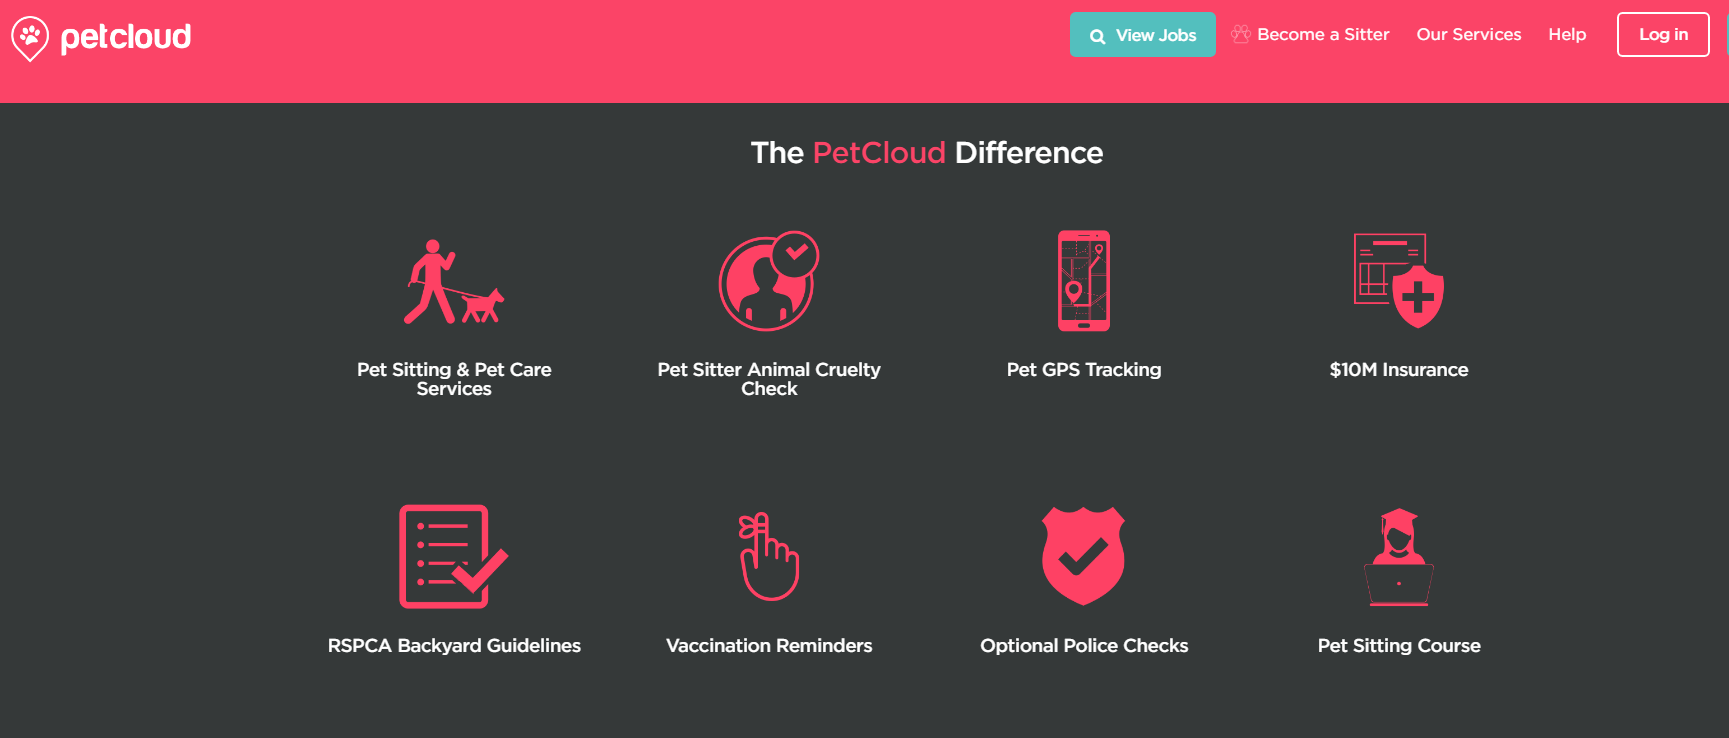 petcloud
View Jobs
Become a Sitter
Our Services
Help
Log in
The PetCloud Difference
Pet Sitting & Pet Care
Services
Pet Sitter Animal Cruelty
Check
Pet GPS Tracking
$10M Insurance
RSPCA Backyard Guidelines
Vaccination Reminders
Optional Police Checks
Pet Sitting Course